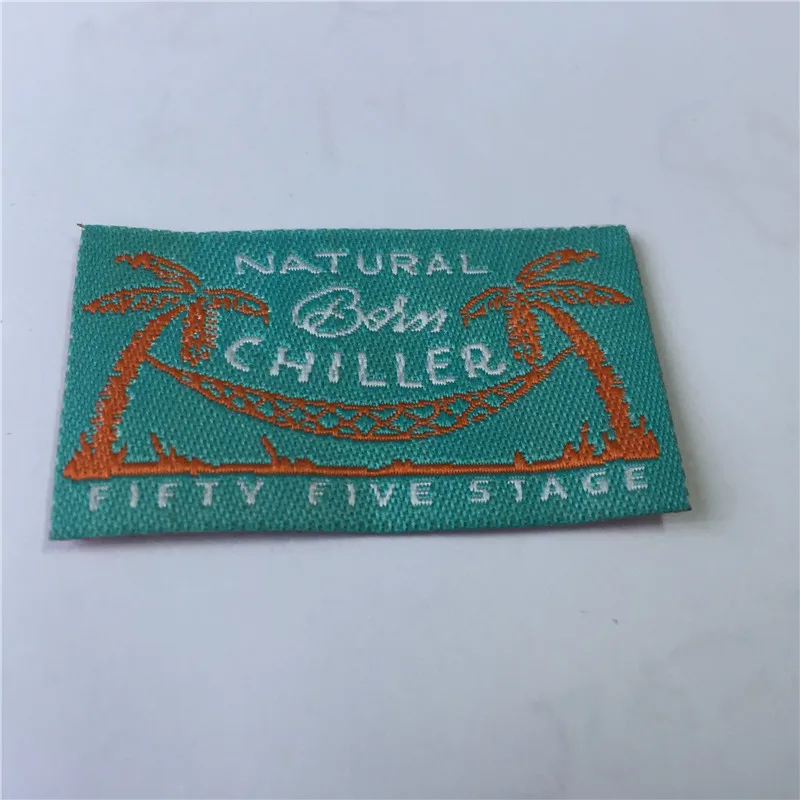 NATURAL
Born
CHILLER
FIFTY FIVE STAGE